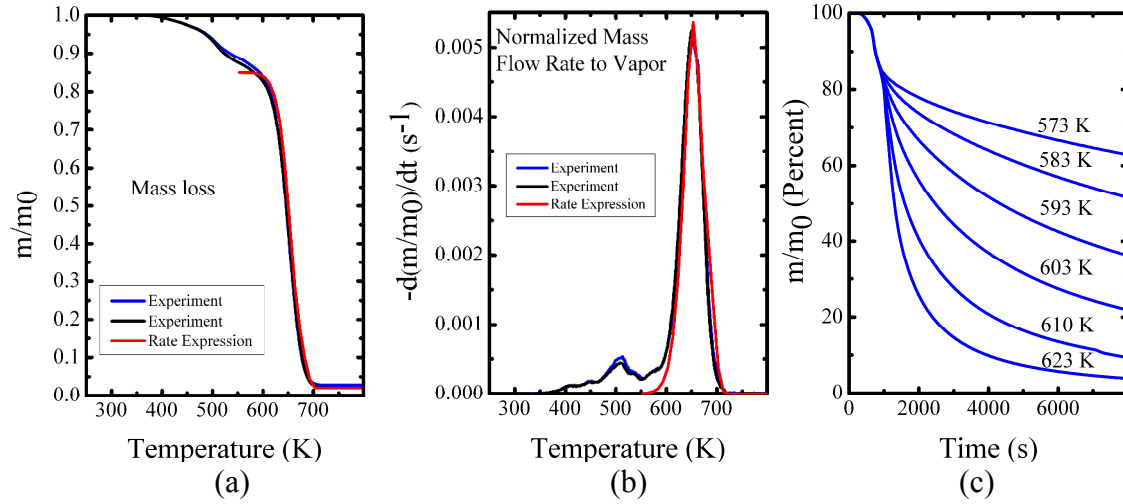 1.0
0.9
0.8
0.7
0.6
0.5
0.4
0.3
0.2
0.1
0.0
m/m0
Mass loss
Experiment
Experiment
Rate Expression
300 400 500 600 700
Temperature (K)
(a)
0.005
0.004
0.003
0.002
0.001
0.000
-d(m/m0)/dt (s-1)
Normalized Mass
Flow Rate to Vapor
Experiment
Experiment
Rate Expression
300 400 500 600 700
Temperature (K)
(b)
100
80
60
40
20
0
m/m0 (Percent)
573 K
583 K
593 K
603 K
610 K
623 K
0 2000 4000 6000
Time (s)
(c)